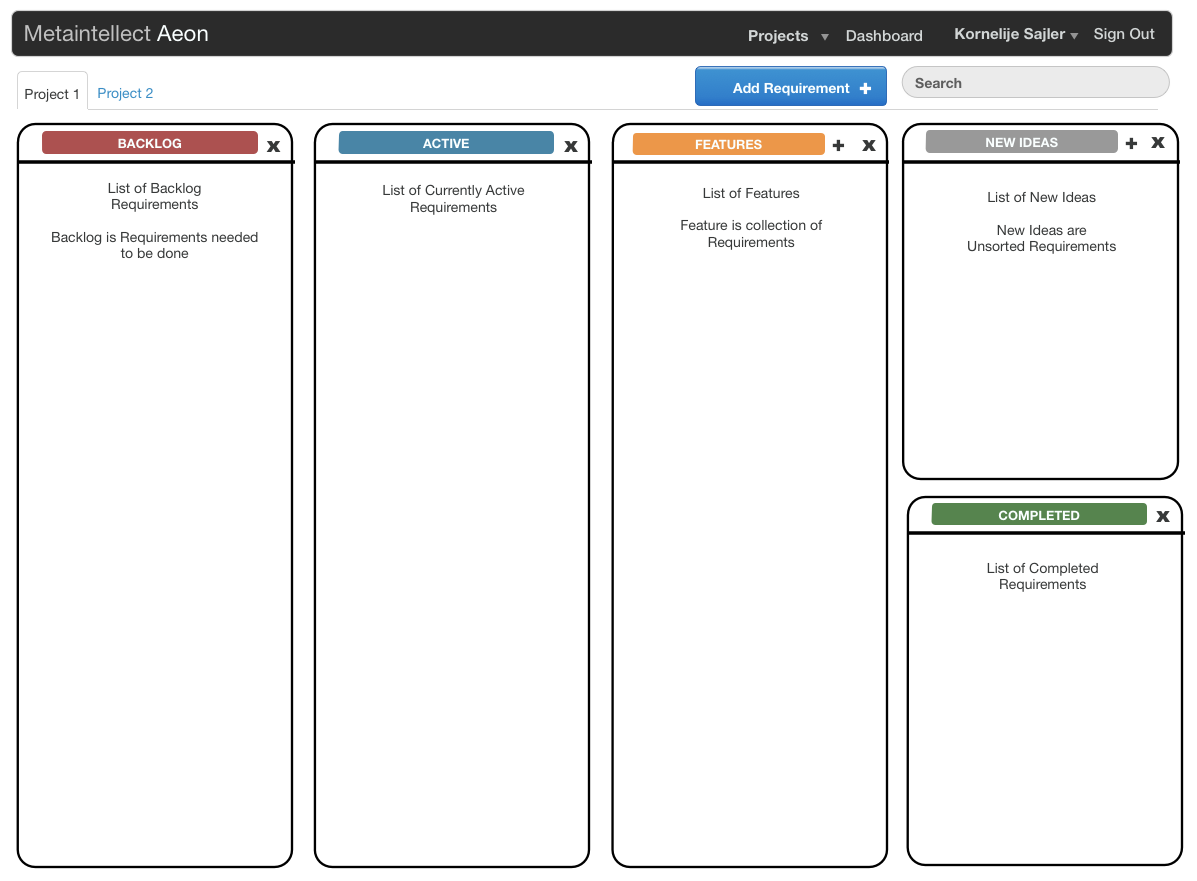 Metaintellect Aeon
Projects
Dashboard
Kornelije Sajler
Sign Out
Project 1
Project 2
Add Requirement +
Search
BACKLOG
x
List of Backlog
Requirements
Backlog is Requirements needed
to be done
ACTIVE
x
List of Currently Active
Requirements
FEATURES
+
x
List of Features
Feature is collection of
Requirements
NEW IDEAS
+
x
List of New Ideas
New Ideas are
Unsorted Requirements
COMPLETED
x
List of Completed
Requirements